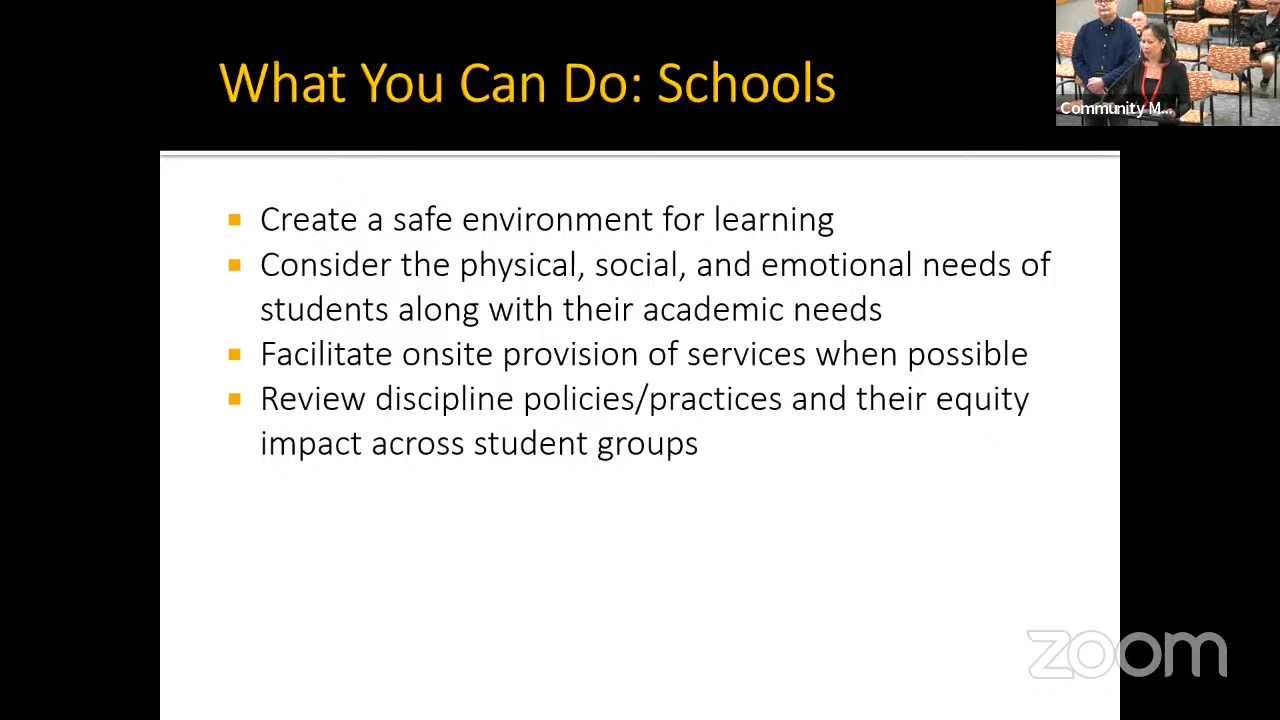 What You Can Do: Schools
Community M...
Create a safe environment for learning
Consider the physical, social, and emotional needs of
students along with their academic needs
Facilitate onsite provision of services when possible
Review discipline policies/practices and their equity
impact across student groups
zoom